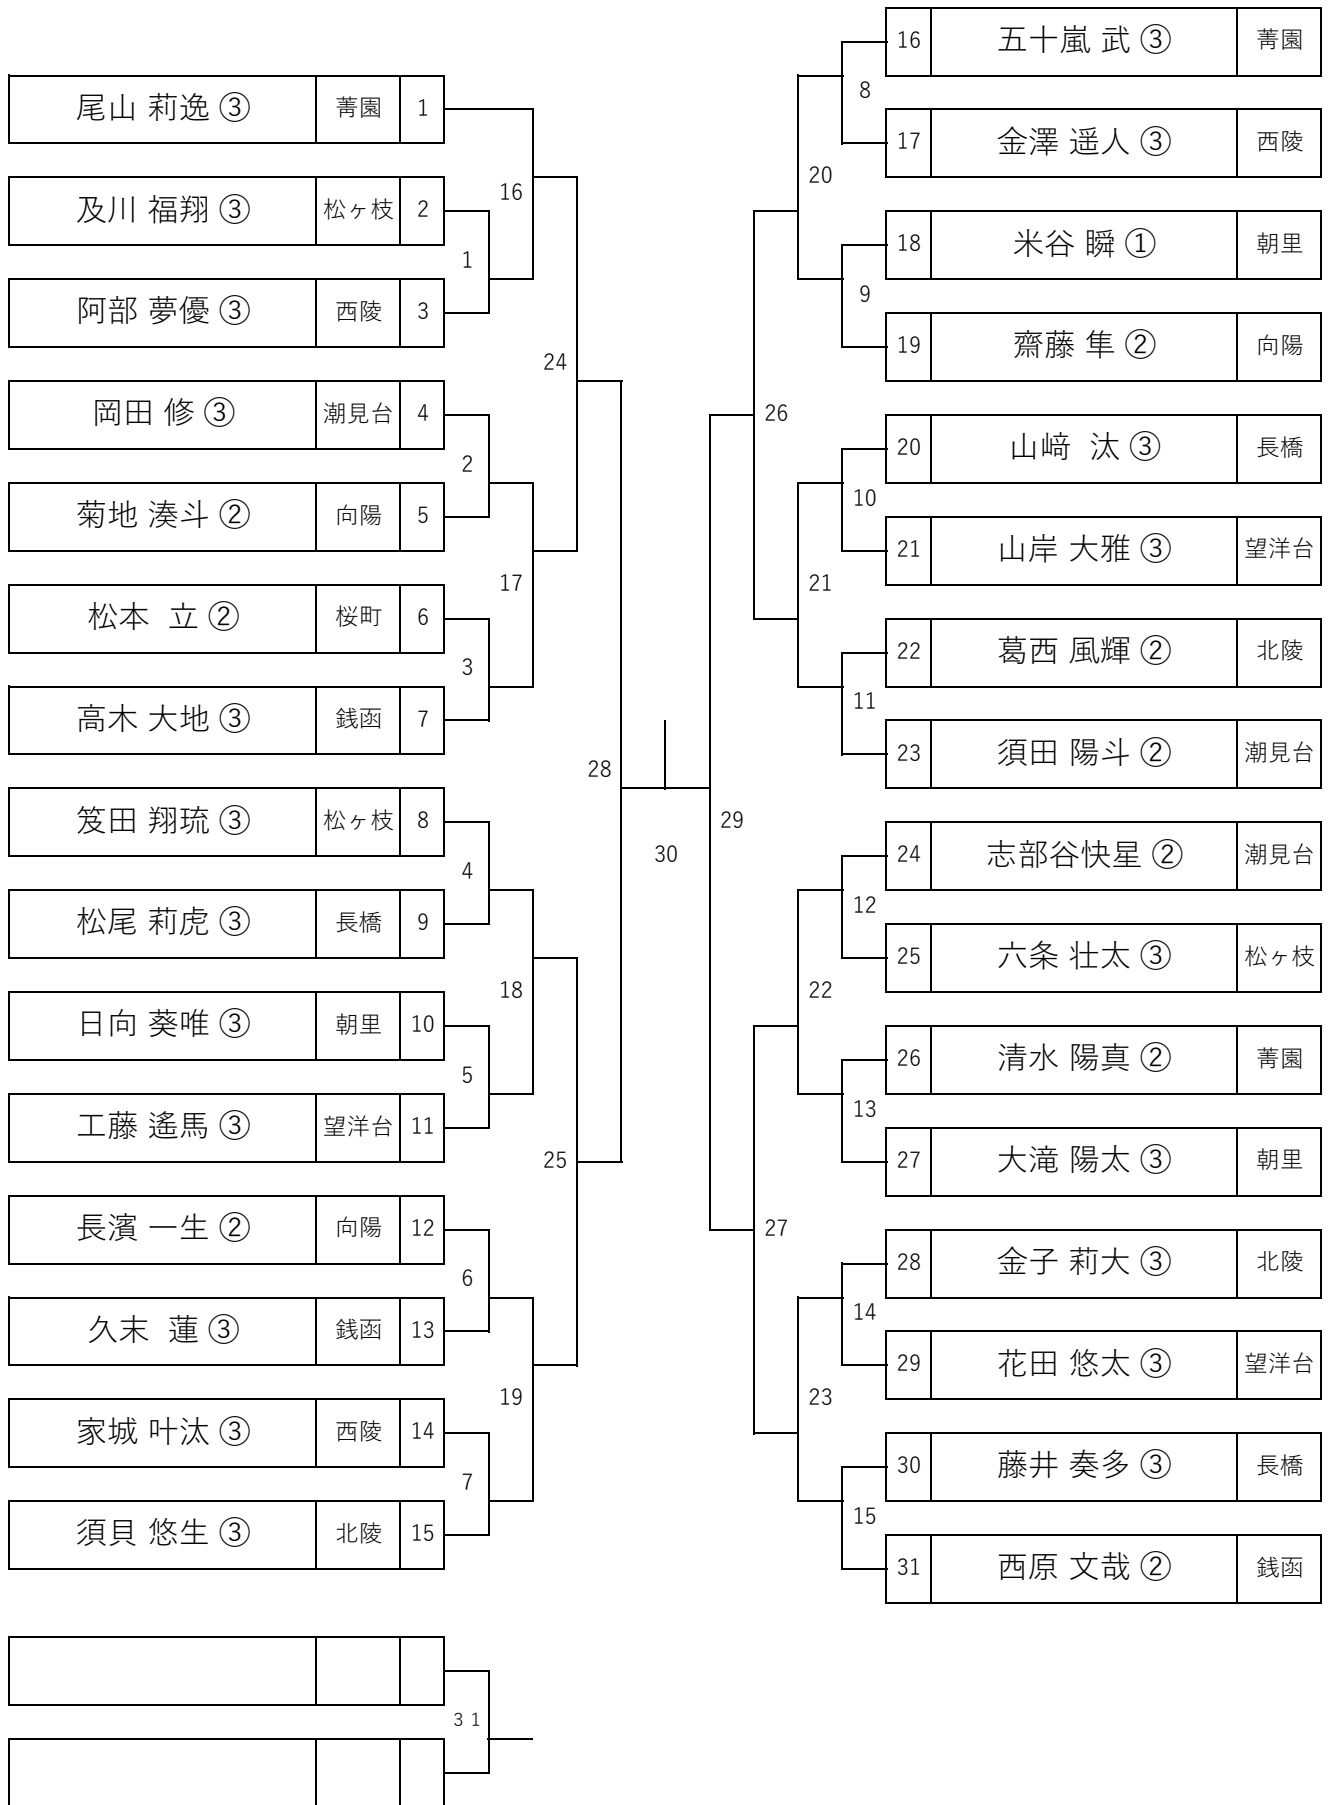 尾山 莉逸 ③ 菁園 1
及川 福翔 ③ 松ヶ枝 2
阿部 夢優 ③ 西陵 3
岡田 修 ③ 潮見台 4
菊地 湊斗 ② 向陽 5
松本 立 ② 桜町 6
高木 大地 ③ 銭函 7
笈田 翔琉 ③ 松ヶ枝 8
松尾 莉虎 ③ 長橋 9
日向 葵唯 ③ 朝里 10
工藤 遙馬 ③ 望洋台 11
長濱 一生 ② 向陽 12
久末 蓮 ③ 銭函 13
家城 叶汰 ③ 西陵 14
須貝 悠生 ③ 北陵 15
1
2
3
4
5
6
7
16
17
18
19
24
25
28
30
29
26
27
20
21
22
23
8
9
10
11
12
13
14
15
16 五十嵐 武 ③ 菁園
17 金澤 遥人 ③ 西陵
18 米谷 瞬 ① 朝里
19 齋藤 隼 ② 向陽
20 山﨑 汰 ③ 長橋
21 山岸 大雅 ③ 望洋台
22 葛西 風輝 ② 北陵
23 須田 陽斗 ② 潮見台
24 志部谷快星 ② 潮見台
25 六条 壮太 ③ 松ヶ枝
26 清水 陽真 ② 菁園
27 大滝 陽太 ③ 朝里
28 金子 莉大 ③ 北陵
29 花田 悠太 ③ 望洋台
30 藤井 奏多 ③ 長橋
31 西原 文哉 ② 銭函
３１